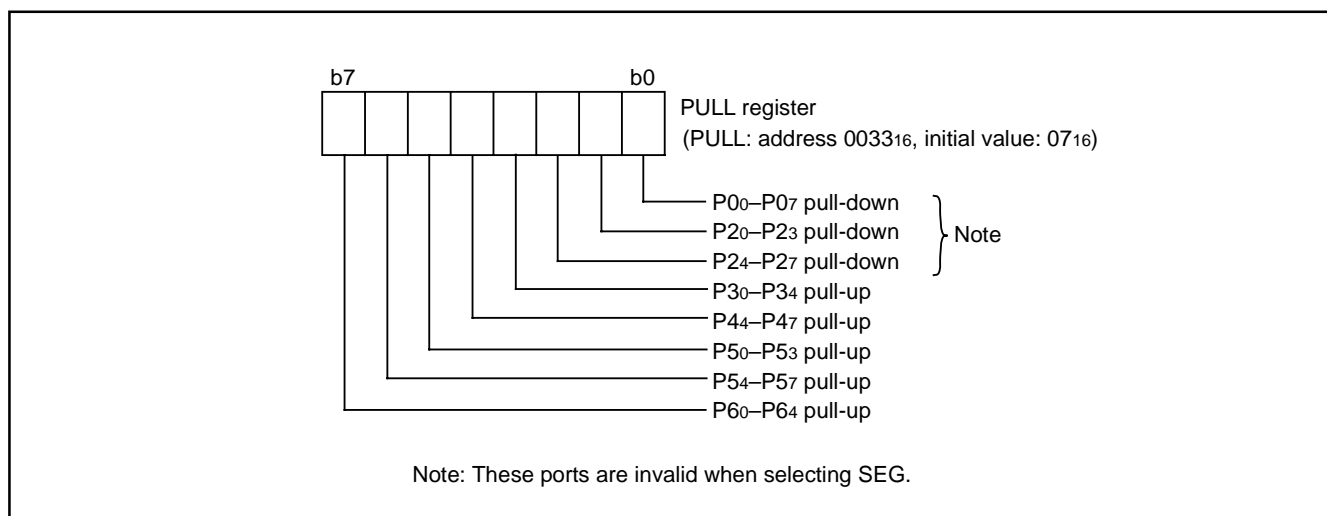 b7 b0
PULL register
(PULL: address 0033₁₆, initial value: 07₁₆)
P0₀–P0₇ pull-down
P2₀–P2₃ pull-down
Note
P2₄–P2₇ pull-down
P3₀–P3₄ pull-up
P4₄–P4₇ pull-up
P5₀–P5₃ pull-up
P5₄–P5₇ pull-up
P6₀–P6₄ pull-up
Note: These ports are invalid when selecting SEG.